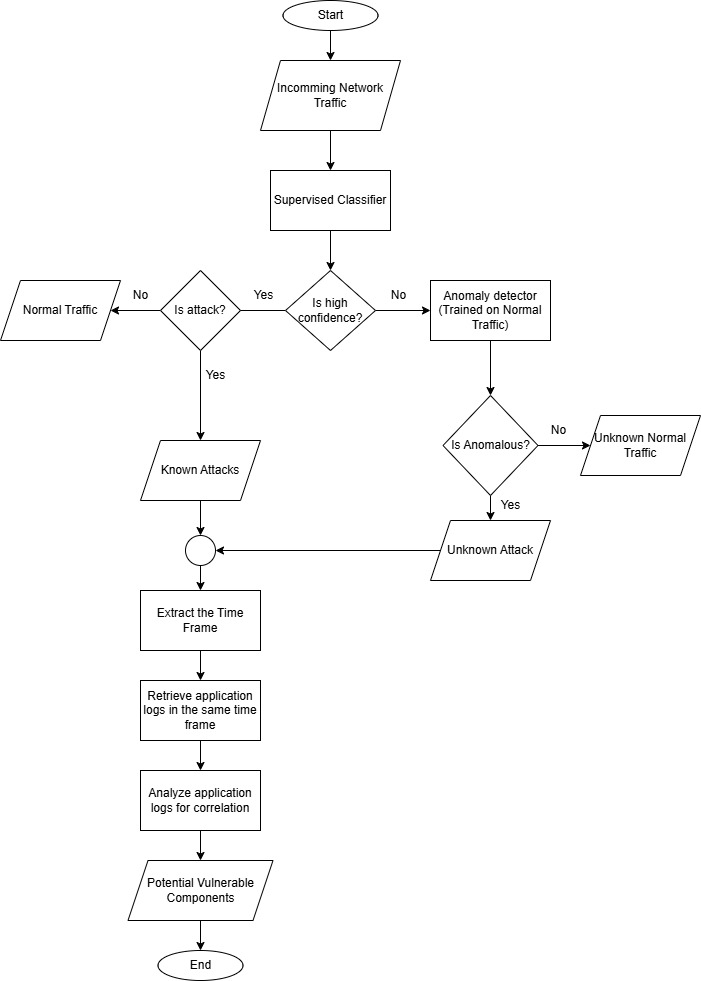 Start
Incomming Network
Traffic
Supervised Classifier
Normal Traffic
No
Is attack?
Yes
Is high
confidence?
No
Anomaly detector
(Trained on Normal
Traffic)
Yes
Is Anomalous?
No
Unknown Normal
Traffic
Known Attacks
Yes
Unknown Attack
Extract the Time
Frame
Retrieve application
logs in the same time
frame
Analyze application
logs for correlation
Potential Vulnerable
Components
End